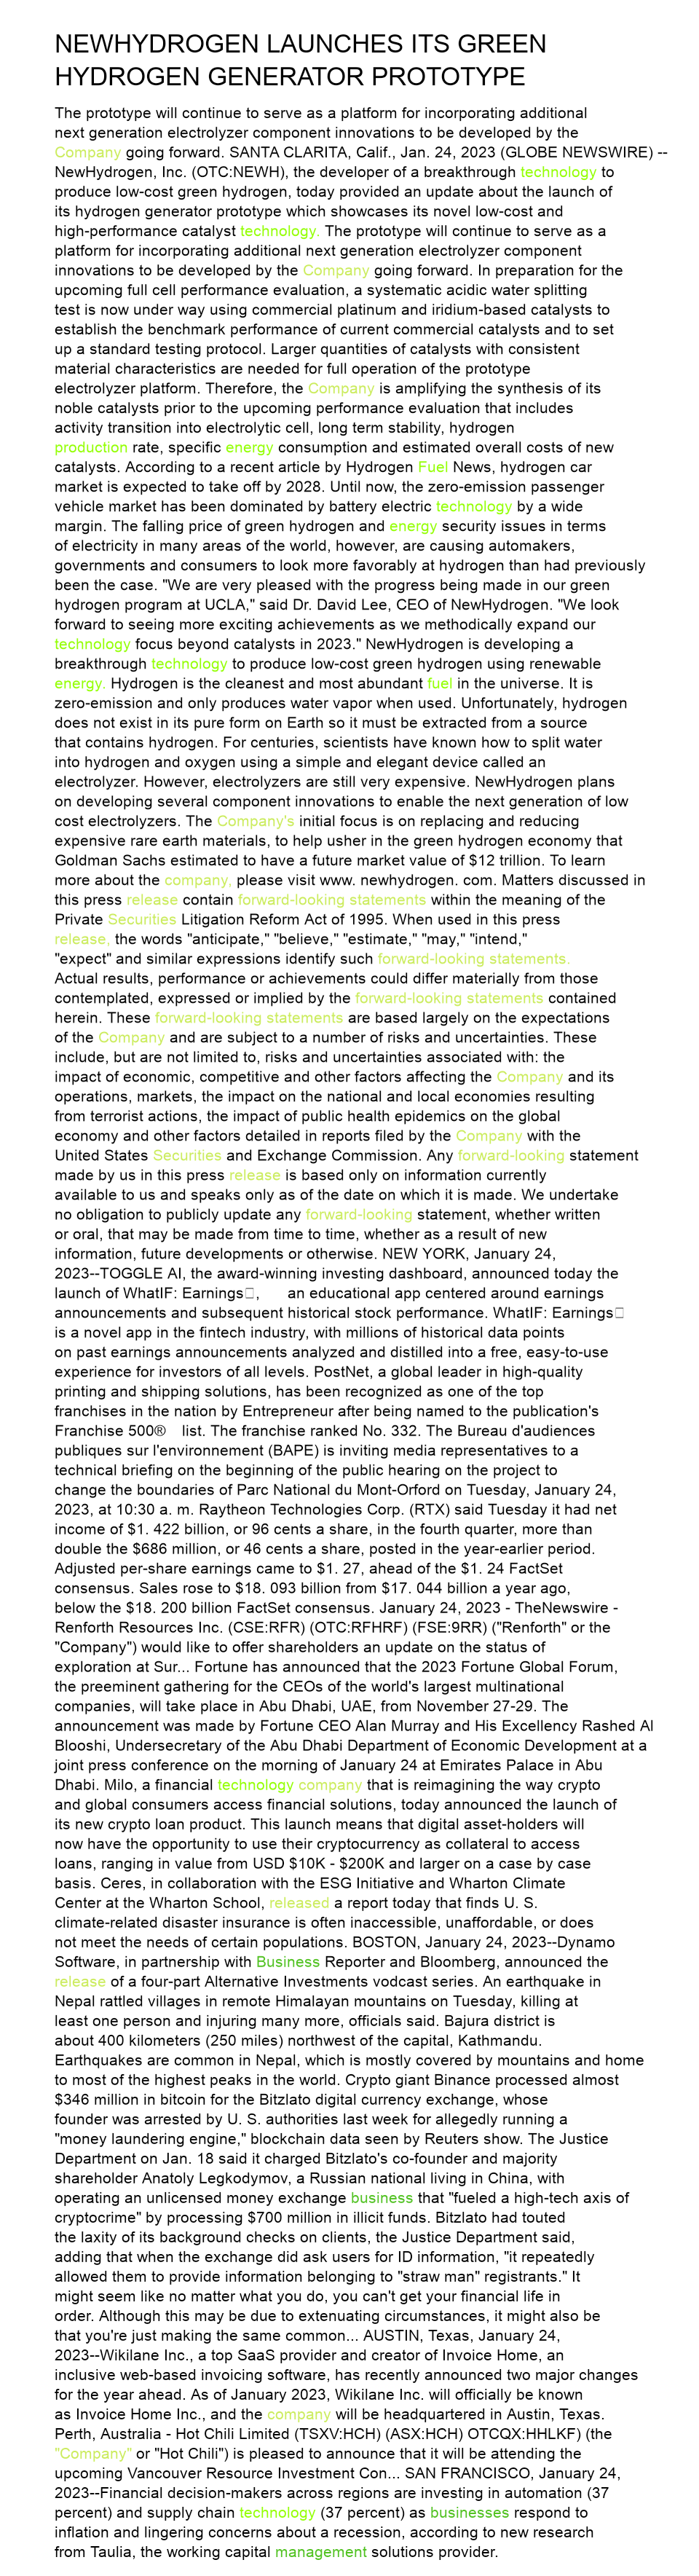 NEWHYDROGEN LAUNCHES ITS GREEN
HYDROGEN GENERATOR PROTOTYPE
The prototype will continue to serve as a platform for incorporating additional
next generation electrolyzer component innovations to be developed by the
Company going forward. SANTA CLARITA, Calif., Jan. 24, 2023 (GLOBE NEWSWIRE) --
NewHydrogen, Inc. (OTC:NEWH), the developer of a breakthrough technology to
produce low-cost green hydrogen, today provided an update about the launch of
its hydrogen generator prototype which showcases its novel low-cost and
high-performance catalyst technology. The prototype will continue to serve as a
platform for incorporating additional next generation electrolyzer component
innovations to be developed by the Company going forward. In preparation for the
upcoming full cell performance evaluation, a systematic acidic water splitting
test is now under way using commercial platinum and iridium-based catalysts to
establish the benchmark performance of current commercial catalysts and to set
up a standard testing protocol. Larger quantities of catalysts with consistent
material characteristics are needed for full operation of the prototype
electrolyzer platform. Therefore, the Company is amplifying the synthesis of its
noble catalysts prior to the upcoming performance evaluation that includes
activity transition into electrolytic cell, long term stability, hydrogen
production rate, specific energy consumption and estimated overall costs of new
catalysts. According to a recent article by Hydrogen Fuel News, hydrogen car
market is expected to take off by 2028. Until now, the zero-emission passenger
vehicle market has been dominated by battery electric technology by a wide
margin. The falling price of green hydrogen and energy security issues in terms
of electricity in many areas of the world, however, are causing automakers,
governments and consumers to look more favorably at hydrogen than had previously
been the case. "We are very pleased with the progress being made in our green
hydrogen program at UCLA," said Dr. David Lee, CEO of NewHydrogen. "We look
forward to seeing more exciting achievements as we methodically expand our
technology focus beyond catalysts in 2023." NewHydrogen is developing a
breakthrough technology to produce low-cost green hydrogen using renewable
energy. Hydrogen is the cleanest and most abundant fuel in the universe. It is
zero-emission and only produces water vapor when used. Unfortunately, hydrogen
does not exist in its pure form on Earth so it must be extracted from a source
that contains hydrogen. For centuries, scientists have known how to split water
into hydrogen and oxygen using a simple and elegant device called an
electrolyzer. However, electrolyzers are still very expensive. NewHydrogen plans
on developing several component innovations to enable the next generation of low
cost electrolyzers. The Company's initial focus is on replacing and reducing
expensive rare earth materials, to help usher in the green hydrogen economy that
Goldman Sachs estimated to have a future market value of $12 trillion. To learn
more about the company, please visit www. newhydrogen. com. Matters discussed in
this press release contain forward-looking statements within the meaning of the
Private Securities Litigation Reform Act of 1995. When used in this press
release, the words "anticipate," "believe," "estimate," "may," "intend,"
"expect" and similar expressions identify such forward-looking statements.
Actual results, performance or achievements could differ materially from those
contemplated, expressed or implied by the forward-looking statements contained
herein. These forward-looking statements are based largely on the expectations
of the Company and are subject to a number of risks and uncertainties. These
include, but are not limited to, risks and uncertainties associated with: the
impact of economic, competitive and other factors affecting the Company and its
operations, markets, the impact on the national and local economies resulting
from terrorist actions, the impact of public health epidemics on the global
economy and other factors detailed in reports filed by the Company with the
United States Securities and Exchange Commission. Any forward-looking statement
made by us in this press release is based only on information currently
available to us and speaks only as of the date on which it is made. We undertake
no obligation to publicly update any forward-looking statement, whether written
or oral, that may be made from time to time, whether as a result of new
information, future developments or otherwise. NEW YORK, January 24,
2023--TOGGLE AI, the award-winning investing dashboard, announced today the
launch of WhatIF: Earnings, an educational app centered around earnings
announcements and subsequent historical stock performance. WhatIF: Earnings
is a novel app in the fintech industry, with millions of historical data points
on past earnings announcements analyzed and distilled into a free, easy-to-use
experience for investors of all levels. PostNet, a global leader in high-quality
printing and shipping solutions, has been recognized as one of the top
franchises in the nation by Entrepreneur after being named to the publication's
Franchise 500® list. The franchise ranked No. 332. The Bureau d'audiences
publiques sur l'environnement (BAPE) is inviting media representatives to a
technical briefing on the beginning of the public hearing on the project to
change the boundaries of Parc National du Mont-Orford on Tuesday, January 24,
2023, at 10:30 a. m. Raytheon Technologies Corp. (RTX) said Tuesday it had net
income of $1. 422 billion, or 96 cents a share, in the fourth quarter, more than
double the $686 million, or 46 cents a share, posted in the year-earlier period.
Adjusted per-share earnings came to $1. 27, ahead of the $1. 24 FactSet
consensus. Sales rose to $18. 093 billion from $17. 044 billion a year ago,
below the $18. 200 billion FactSet consensus. January 24, 2023 - TheNewswire -
Renforth Resources Inc. (CSE:RFR) (OTC:RFHRF) (FSE:9RR) ("Renforth" or the
"Company") would like to offer shareholders an update on the status of
exploration at Sur... Fortune has announced that the 2023 Fortune Global Forum,
the preeminent gathering for the CEOs of the world's largest multinational
companies, will take place in Abu Dhabi, UAE, from November 27-29. The
announcement was made by Fortune CEO Alan Murray and His Excellency Rashed Al
Blooshi, Undersecretary of the Abu Dhabi Department of Economic Development at a
joint press conference on the morning of January 24 at Emirates Palace in Abu
Dhabi. Milo, a financial technology company that is reimagining the way crypto
and global consumers access financial solutions, today announced the launch of
its new crypto loan product. This launch means that digital asset-holders will
now have the opportunity to use their cryptocurrency as collateral to access
loans, ranging in value from USD $10K - $200K and larger on a case by case
basis. Ceres, in collaboration with the ESG Initiative and Wharton Climate
Center at the Wharton School, released a report today that finds U. S.
climate-related disaster insurance is often inaccessible, unaffordable, or does
not meet the needs of certain populations. BOSTON, January 24, 2023--Dynamo
Software, in partnership with Business Reporter and Bloomberg, announced the
release of a four-part Alternative Investments vodcast series. An earthquake in
Nepal rattled villages in remote Himalayan mountains on Tuesday, killing at
least one person and injuring many more, officials said. Bajura district is
about 400 kilometers (250 miles) northwest of the capital, Kathmandu.
Earthquakes are common in Nepal, which is mostly covered by mountains and home
to most of the highest peaks in the world. Crypto giant Binance processed almost
$346 million in bitcoin for the Bitzlato digital currency exchange, whose
founder was arrested by U. S. authorities last week for allegedly running a
"money laundering engine," blockchain data seen by Reuters show. The Justice
Department on Jan. 18 said it charged Bitzlato's co-founder and majority
shareholder Anatoly Legkodymov, a Russian national living in China, with
operating an unlicensed money exchange business that "fueled a high-tech axis of
cryptocrime" by processing $700 million in illicit funds. Bitzlato had touted
the laxity of its background checks on clients, the Justice Department said,
adding that when the exchange did ask users for ID information, "it repeatedly
allowed them to provide information belonging to "straw man" registrants." It
might seem like no matter what you do, you can't get your financial life in
order. Although this may be due to extenuating circumstances, it might also be
that you're just making the same common... AUSTIN, Texas, January 24,
2023--Wikilane Inc., a top SaaS provider and creator of Invoice Home, an
inclusive web-based invoicing software, has recently announced two major changes
for the year ahead. As of January 2023, Wikilane Inc. will officially be known
as Invoice Home Inc., and the company will be headquartered in Austin, Texas.
Perth, Australia - Hot Chili Limited (TSXV:HCH) (ASX:HCH) OTCQX:HHLKF) (the
"Company" or "Hot Chili") is pleased to announce that it will be attending the
upcoming Vancouver Resource Investment Con... SAN FRANCISCO, January 24,
2023--Financial decision-makers across regions are investing in automation (37
percent) and supply chain technology (37 percent) as businesses respond to
inflation and lingering concerns about a recession, according to new research
from Taulia, the working capital management solutions provider.